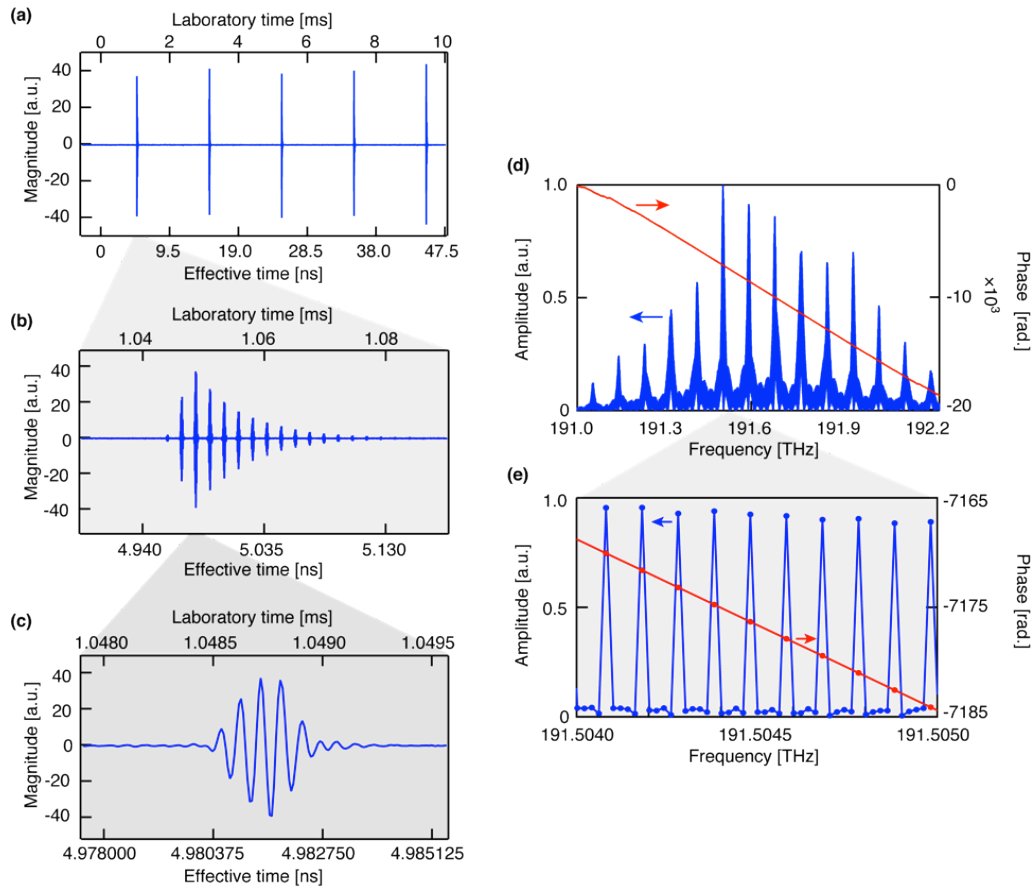 (a)
Laboratory time [ms]
0 2 4 6 8 10
Magnitude [a.u.]
40
20
0
-20
-40
0 9.5 19.0 28.5 38.0 47.5
Effective time [ns]
(b)
Laboratory time [ms]
1.04 1.06 1.08
Magnitude [a.u.]
40
20
0
-20
-40
4.940 5.035 5.130
Effective time [ns]
(c)
Laboratory time [ms]
1.0480 1.0485 1.0490 1.0495
Magnitude [a.u.]
40
20
0
-20
-40
4.978000 4.980375 4.982750 4.985125
Effective time [ns]
(d)
Amplitude [a.u.]
1.0
0.5
0
0
-10
-20
×10³
Phase [rad.]
191.0 191.3 191.6 191.9 192.2
Frequency [THz]
(e)
Amplitude [a.u.]
1.0
0.5
0
-7165
-7175
-7185
Phase [rad.]
191.5040 191.5045 191.5050
Frequency [THz]